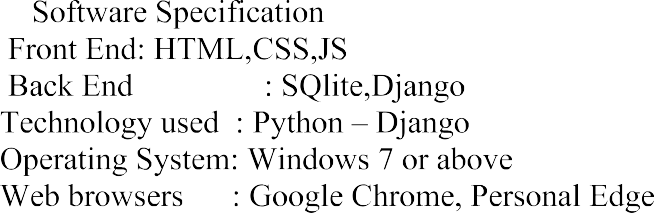 Software Specification
Front End: HTML,CSS,JS
Back End : SQlite,Django
Technology used : Python – Django
Operating System: Windows 7 or above
Web browsers : Google Chrome, Personal Edge